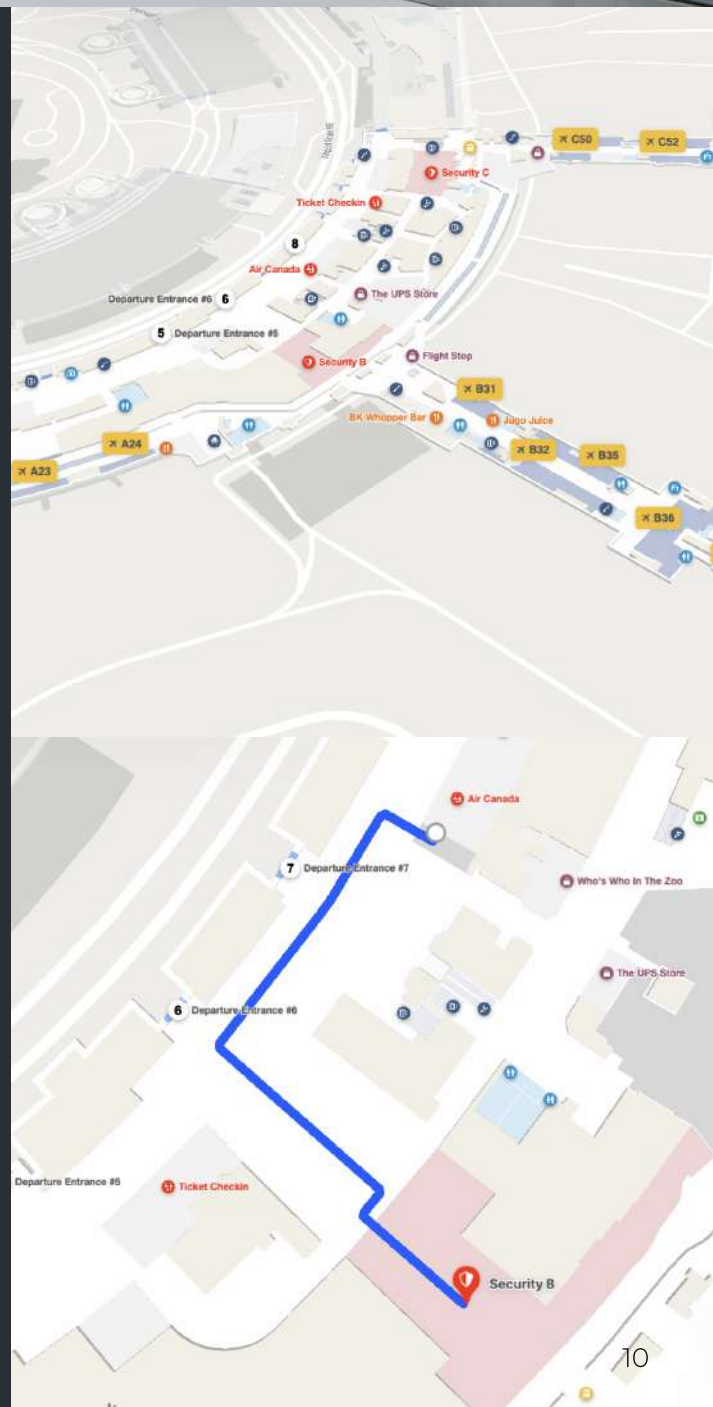 C50
C52
Security C
Ticket Checkin
8
Air Canada
Departure Entrance #6
6
The UPS Store
5
Departure Entrance #5
Security B
Flight Stop
B31
BK Whopper Bar
Jugo Juice
A24
B32
B35
A23
B36
Air Canada
7
Departure Entrance #7
Who's Who In The Zoo
The UPS Store
6
Departure Entrance #6
Departure Entrance #5
Ticket Checkin
Security B
10